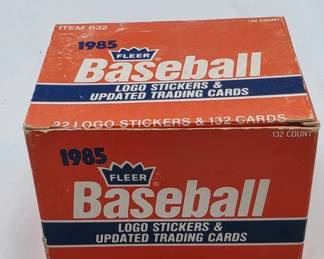 ITEM 632
132 COUNT
1985
FLEER
Baseball
LOGO STICKERS &
UPDATED TRADING CARDS
22 LOGO STICKERS & 132 CARDS
132 COUNT
1985
FLEER
Baseball
LOGO STICKERS &
UPDATED TRADING CARDS